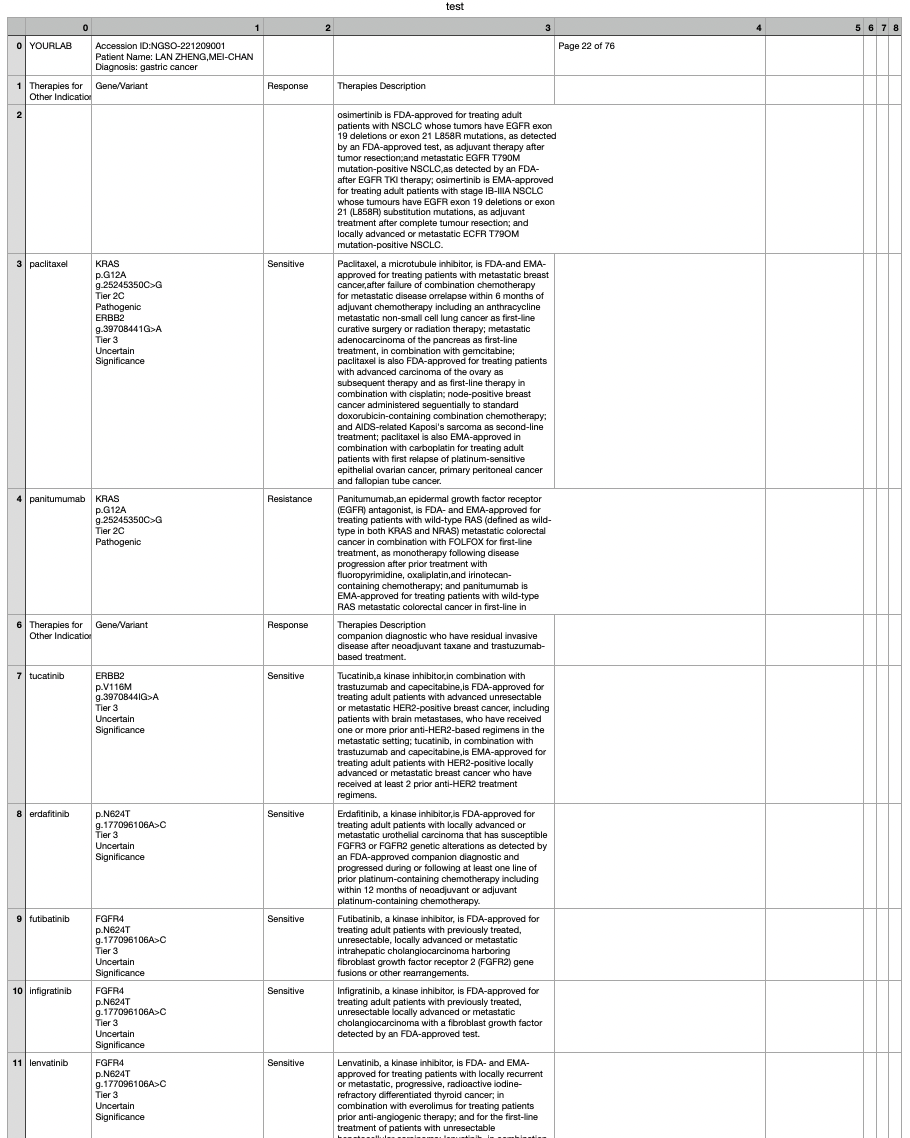 test
0 1 2 3 4 5 6 7 8
0 YOURLAB Accession ID:NGSO-221209001 Page 22 of 76
Patient Name: LAN ZHENG,MEI-CHAN
Diagnosis: gastric cancer
1 Therapies for Gene/Variant Response Therapies Description
Other Indication
2 osimertinib is FDA-approved for treating adult
patients with NSCLC whose tumors have EGFR exon
19 deletions or exon 21 L858R mutations, as detected
by an FDA-approved test, as adjuvant therapy after
tumor resection;and metastatic EGFR T790M
mutation-positive NSCLC,as detected by an FDA-
after EGFR TKI therapy; osimertinib is EMA-approved
for treating adult patients with stage IB-IIIA NSCLC
whose tumours have EGFR exon 19 deletions or exon
21 (L858R) substitution mutations, as adjuvant
treatment after complete tumour resection; and
locally advanced or metastatic ECFR T79OM
mutation-positive NSCLC.
3 paclitaxel KRAS Sensitive Paclitaxel, a microtubule inhibitor, is FDA-and EMA-
p.G12A approved for treating patients with metastatic breast
g.25245350C>G cancer,after failure of combination chemotherapy
Tier 2C for metastatic disease orrelapse within 6 months of
Pathogenic adjuvant chemotherapy including an anthracycline
ERBB2 metastatic non-small cell lung cancer as first-line
g.39708441G>A curative surgery or radiation therapy; metastatic
Tier 3 adenocarcinoma of the pancreas as first-line
Uncertain treatment, in combination with gemcitabine;
Significance paclitaxel is also FDA-approved for treating patients
with advanced carcinoma of the ovary as
subsequent therapy and as first-line therapy in
combination with cisplatin; node-positive breast
cancer administered seguentially to standard
doxorubicin-containing combination chemotherapy;
and AIDS-related Kaposi's sarcoma as second-line
treatment; paclitaxel is also EMA-approved in
combination with carboplatin for treating adult
patients with first relapse of platinum-sensitive
epithelial ovarian cancer, primary peritoneal cancer
and fallopian tube cancer.
4 panitumumab KRAS Resistance Panitumumab,an epidermal growth factor receptor
p.G12A (EGFR) antagonist, is FDA- and EMA-approved for
g.25245350C>G treating patients with wild-type RAS (defined as wild-
Tier 2C type in both KRAS and NRAS) metastatic colorectal
Pathogenic cancer in combination with FOLFOX for first-line
treatment, as monotherapy following disease
progression after prior treatment with
fluoropyrimidine, oxaliplatin,and irinotecan-
containing chemotherapy; and panitumumab is
EMA-approved for treating patients with wild-type
RAS metastatic colorectal cancer in first-line in
6 Therapies for Gene/Variant Response Therapies Description
Other Indication companion diagnostic who have residual invasive
disease after neoadjuvant taxane and trastuzumab-
based treatment.
7 tucatinib ERBB2 Sensitive Tucatinib,a kinase inhibitor,in combination with
p.V116M trastuzumab and capecitabine,is FDA-approved for
g.3970844IG>A treating adult patients with advanced unresectable
Tier 3 or metastatic HER2-positive breast cancer, including
Uncertain patients with brain metastases, who have received
Significance one or more prior anti-HER2-based regimens in the
metastatic setting; tucatinib, in combination with
trastuzumab and capecitabine,is EMA-approved for
treating adult patients with HER2-positive locally
advanced or metastatic breast cancer who have
received at least 2 prior anti-HER2 treatment
regimens.
8 erdafitinib p.N624T Sensitive Erdafitinib, a kinase inhibitor,is FDA-approved for
g.177096106A>C treating adult patients with locally advanced or
Tier 3 metastatic urothelial carcinoma that has susceptible
Uncertain FGFR3 or FGFR2 genetic alterations as detected by
Significance an FDA-approved companion diagnostic and
progressed during or following at least one line of
prior platinum-containing chemotherapy including
within 12 months of neoadjuvant or adjuvant
platinum-containing chemotherapy.
9 futibatinib FGFR4 Sensitive Futibatinib, a kinase inhibitor, is FDA-approved for
p.N624T treating adult patients with previously treated,
g.177096106A>C unresectable, locally advanced or metastatic
Tier 3 intrahepatic cholangiocarcinoma harboring
Uncertain fibroblast growth factor receptor 2 (FGFR2) gene
Significance fusions or other rearrangements.
10 infigratinib FGFR4 Sensitive Infigratinib, a kinase inhibitor, is FDA-approved for
p.N624T treating adult patients with previously treated,
g.177096106A>C unresectable locally advanced or metastatic
Tier 3 cholangiocarcinoma with a fibroblast growth factor
Uncertain detected by an FDA-approved test.
Significance
11 lenvatinib FGFR4 Sensitive Lenvatinib, a kinase inhibitor, is FDA- and EMA-
p.N624T approved for treating patients with locally recurrent
g.177096106A>C or metastatic, progressive, radioactive iodine-
Tier 3 refractory differentiated thyroid cancer; in
Uncertain combination with everolimus for treating patients
Significance prior anti-angiogenic therapy; and for the first-line
treatment of patients with unresectable